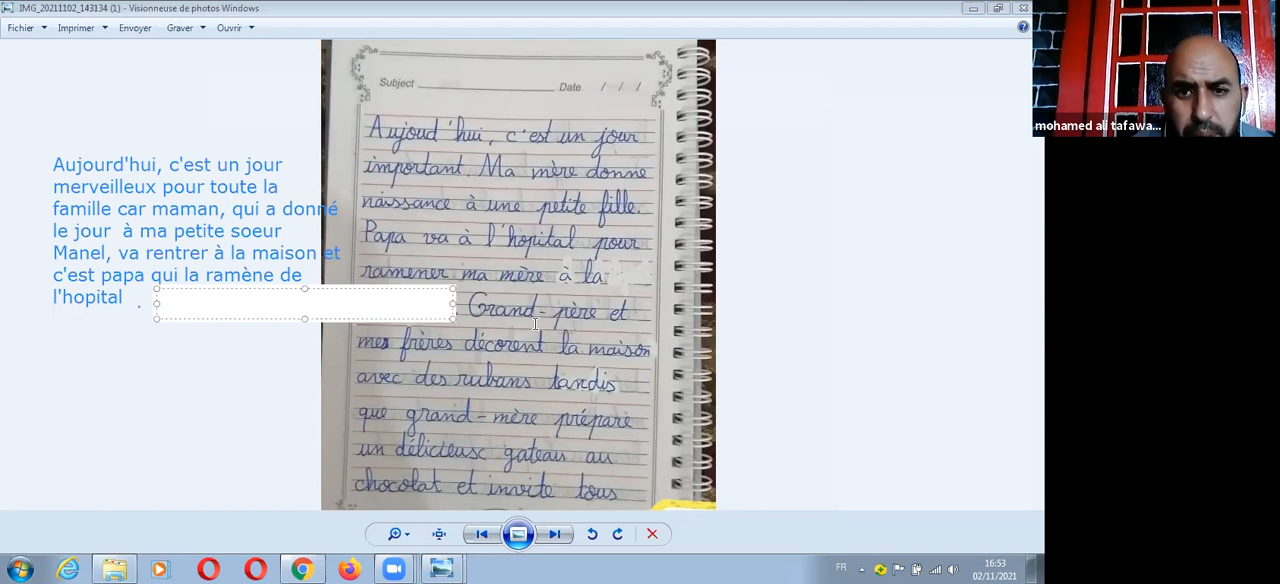 IMG_20211102_143134 (1) - Visionneuse de photos Windows
Fichier Imprimer Envoyer Graver Ouvrir
Subject Date / / /
Aujoud'hui, c'est un jour
important. Ma mère donne
naissance à une petite fille.
Papa va à l'hôpital pour
ramener ma mère à la
Grand-père et
mes frères décorent la maison
avec des rubans tandis
que grand-mère prépare
un délicieux gateau au
chocolat et invite tous
Aujourd'hui, c'est un jour
merveilleux pour toute la
famille car maman, qui a donné
le jour à ma petite soeur
Manel, va rentrer à la maison et
c'est papa qui la ramène de
l'hopital .
mohamed ali tafawa...
FR
16:53
02/11/2021